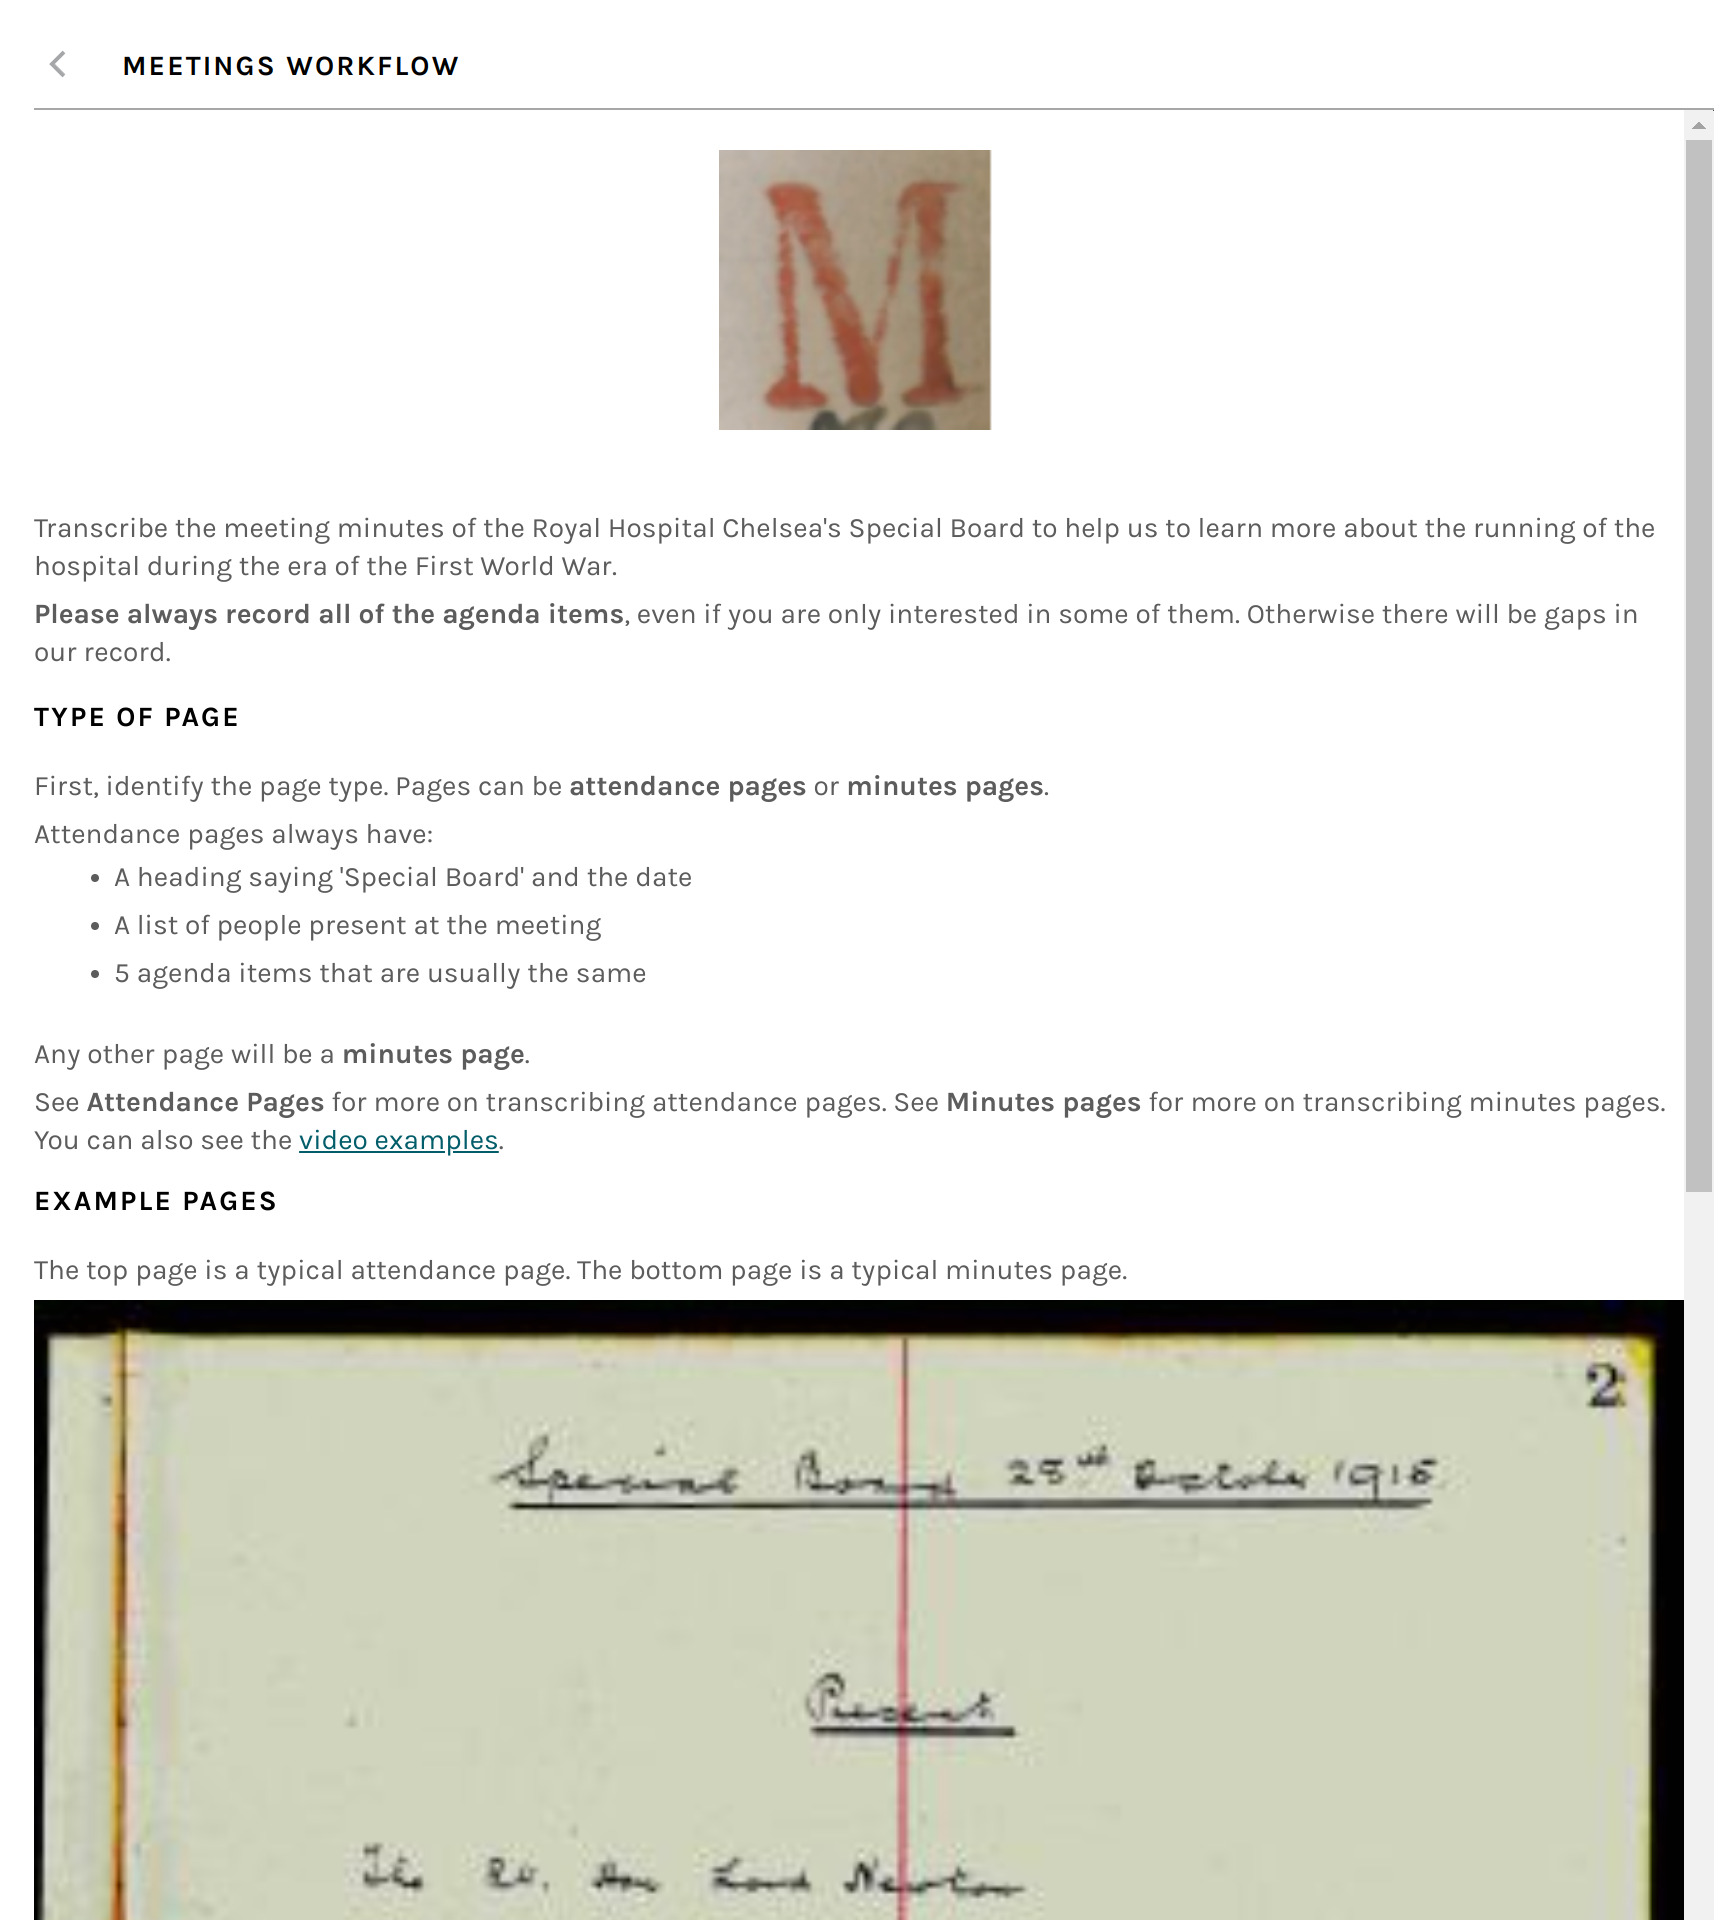 MEETINGS WORKFLOW
M
Transcribe the meeting minutes of the Royal Hospital Chelsea's Special Board to help us to learn more about the running of the
hospital during the era of the First World War.
Please always record all of the agenda items, even if you are only interested in some of them. Otherwise there will be gaps in
our record.
TYPE OF PAGE
First, identify the page type. Pages can be attendance pages or minutes pages.
Attendance pages always have:
• A heading saying 'Special Board' and the date
• A list of people present at the meeting
• 5 agenda items that are usually the same
Any other page will be a minutes page.
See Attendance Pages for more on transcribing attendance pages. See Minutes pages for more on transcribing minutes pages.
You can also see the video examples.
EXAMPLE PAGES
The top page is a typical attendance page. The bottom page is a typical minutes page.
2
Special Board October 1915
Present
The Rt. Hon Lord Newton